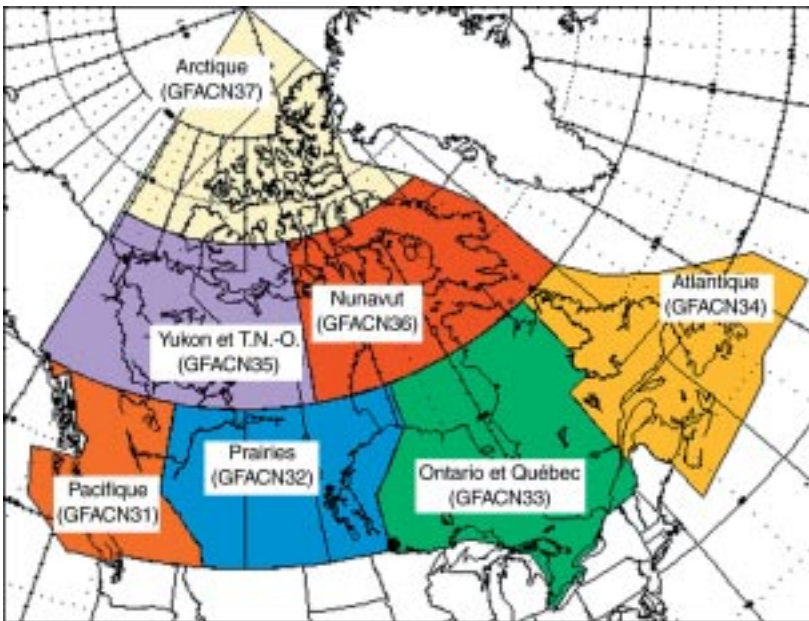 Arctique
(GFACN37)
Nunavut
(GFACN36)
Atlantique
(GFACN34)
Yukon et T.N.-O.
(GFACN35)
Prairies
(GFACN32)
Ontario et Québec
(GFACN33)
Pacifique
(GFACN31)